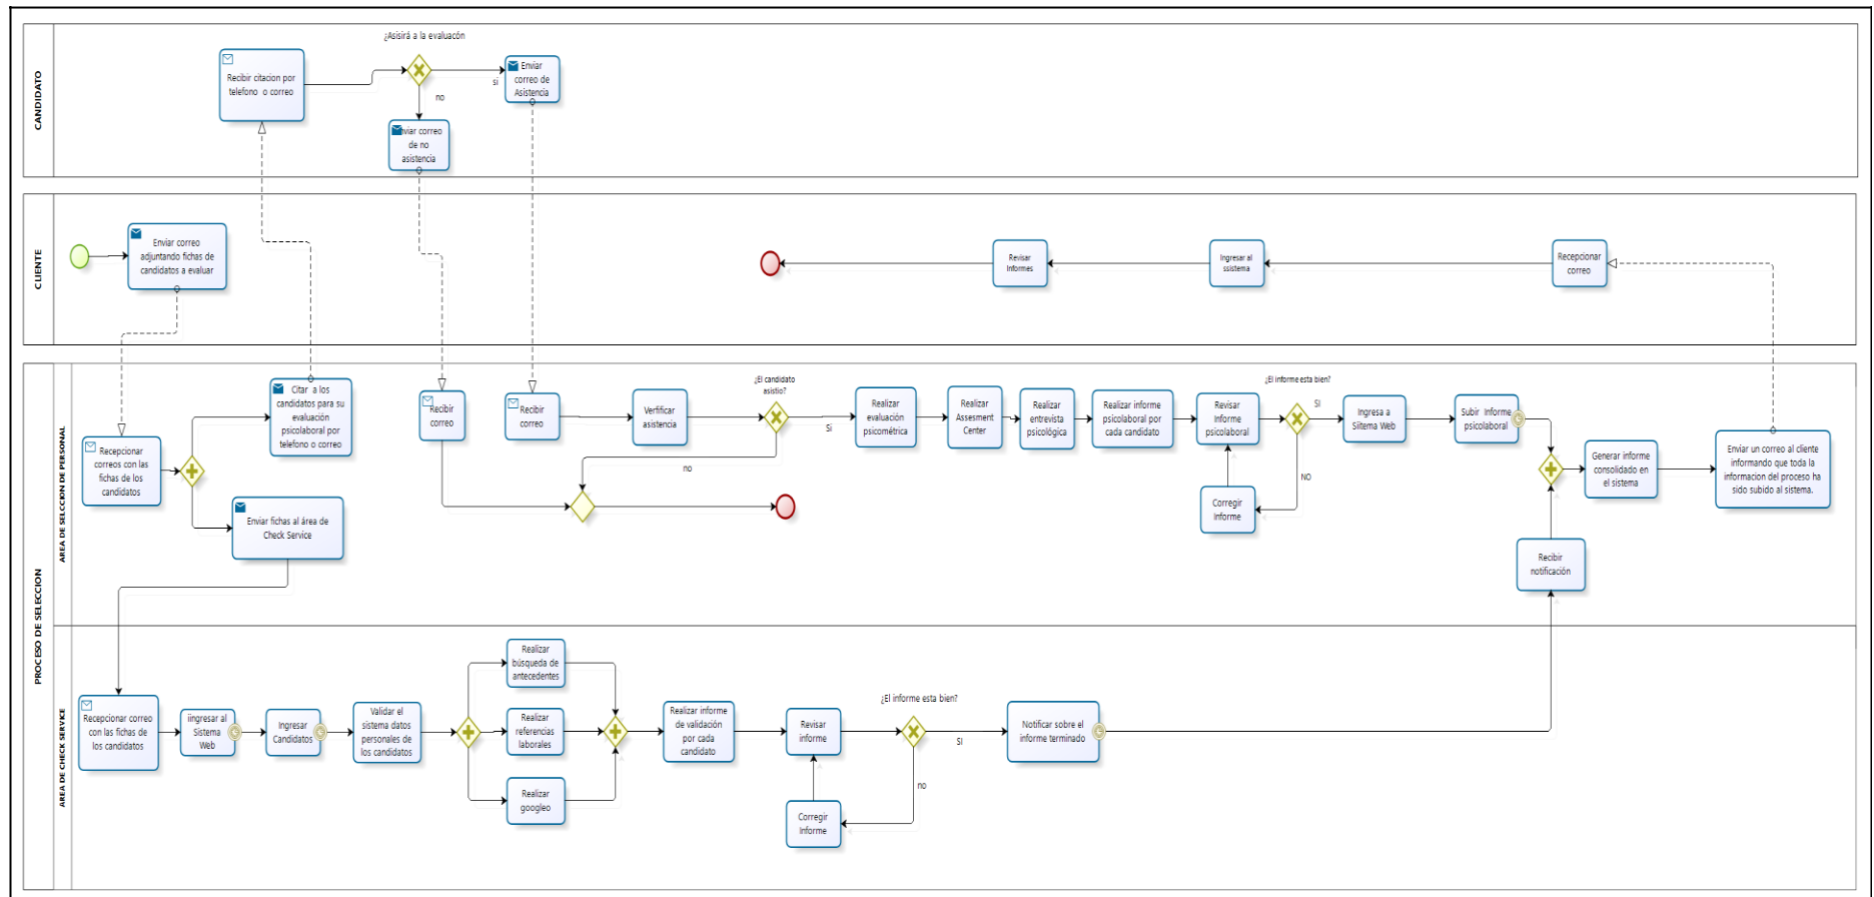 CANDIDATO
¿Asisirá a la evaluacón
Recibir citacion por
telefono o correo
si
no
Enviar
correo de
Asistencia
nviar correo
de no
asistencia
CLIENTE
Enviar correo
adjuntando fichas de
candidatos a evaluar
Revisar
Informes
Ingresar al
ssistema
Recepcionar
correo
PROCESO DE SELECCION
AREA DE SELCCION DE PERSONAL
Recepcionar
correos con las
fichas de los
candidatos
Citar a los
candidatos para su
evaluación
psicolaboral por
telefono o correo
Enviar fichas al área de
Check Service
Recibir
correo
Recibir
correo
Verfificar
asistencia
¿El candidato
asistio?
Si
no
Realizar
evaluación
psicométrica
Realizar
Assesment
Center
Realizar
entrevista
psicológica
Realizar informe
psicolaboral por
cada candidato
Revisar
Informe
psicolaboral
¿El informe esta bien?
SI
NO
Corregir
Informe
Ingresa a
Siitema Web
Subir Informe
psicolaboral
Generar informe
consolidado en
el sistema
Enviar un correo al cliente
informando que toda la
informacion del proceso ha
sido subido al sistema.
Recibir
notificación
AREA DE CHECK SERVICE
Recepcionar correo
con las fichas de
los candidatos
iingresar al
Sistema
Web
Ingresar
Candidatos
Validar el
sistema datos
personales de
los candidatos
Realizar
búsqueda de
antecedentes
Realizar
referencias
laborales
Realizar
googleo
Realizar informe
de validación
por cada
candidato
Revisar
informe
¿El informe esta bien?
SI
no
Corregir
Informe
Notificar sobre el
informe terminado